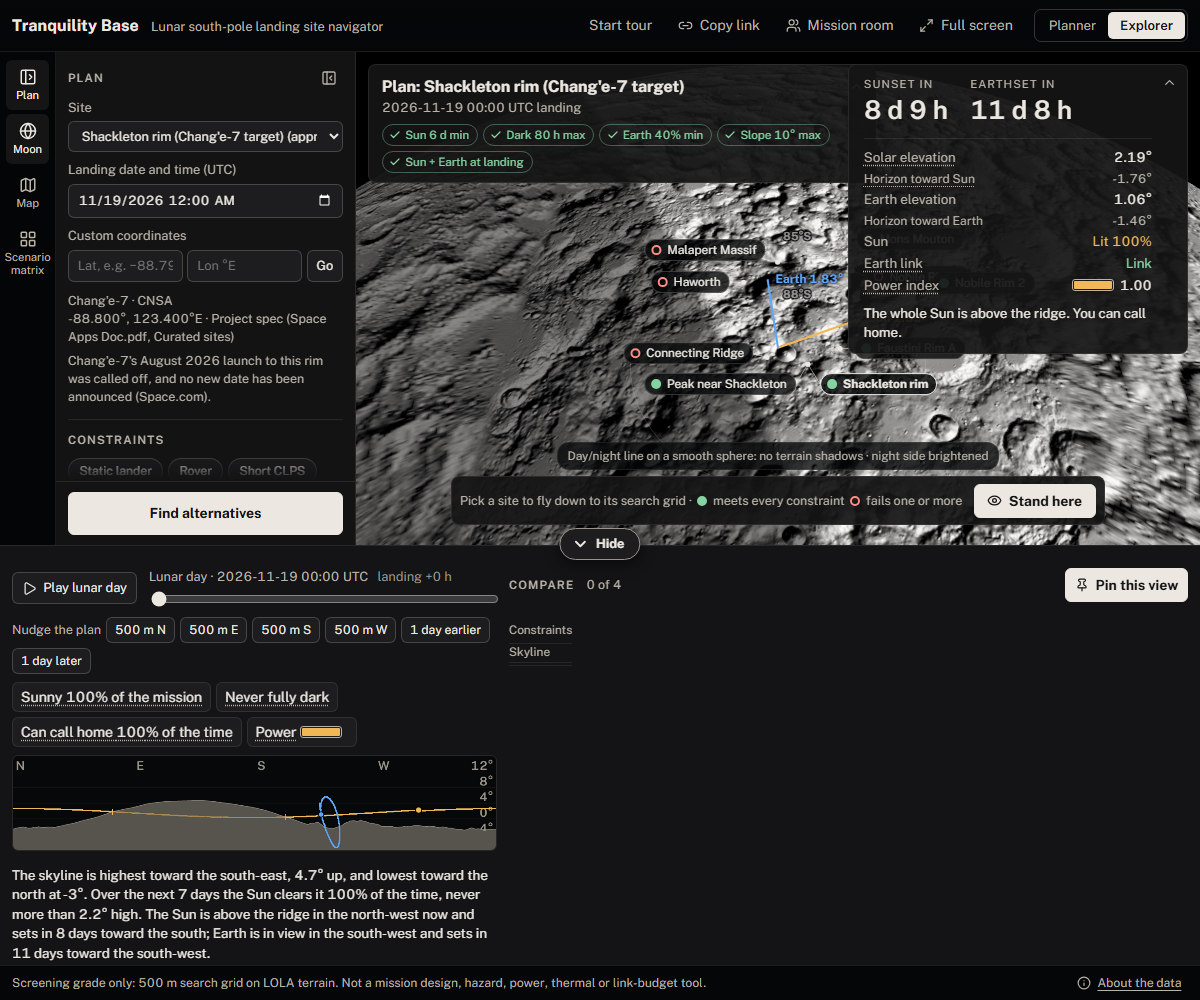 Tranquility Base
Lunar south-pole landing site navigator
Start tour
Copy link
Mission room
Full screen
Planner
Explorer
Plan
Moon
Map
Scenario
matrix
PLAN
Site
Shackleton rim (Chang'e-7 target) (appr
Landing date and time (UTC)
11/19/2026 12:00 AM
Custom coordinates
Lat, e.g. -88.79
Lon °E
Go
Chang'e-7 · CNSA
-88.800°, 123.400°E · Project spec (Space
Apps Doc.pdf, Curated sites)
Chang'e-7's August 2026 launch to this rim
was called off, and no new date has been
announced (Space.com).
CONSTRAINTS
Static lander
Rover
Short CLPS
Find alternatives
Plan: Shackleton rim (Chang'e-7 target)
2026-11-19 00:00 UTC landing
Sun 6 d min
Dark 80 h max
Earth 40% min
Slope 10° max
Sun + Earth at landing
SUNSET IN
8 d 9 h
EARTHSET IN
11 d 8 h
Solar elevation 2.19°
Horizon toward Sun -1.76°
Earth elevation 1.06°
Horizon toward Earth -1.46°
Sun Lit 100%
Earth link Link
Power index 1.00
The whole Sun is above the ridge. You can call
home.
Mons Mouton
Nobile Rim 2
Faustini Rim A
85°S
Malapert Massif
Haworth
Earth 1.83°
88°S
Connecting Ridge
Peak near Shackleton
Shackleton rim
Day/night line on a smooth sphere: no terrain shadows · night side brightened
Pick a site to fly down to its search grid · meets every constraint fails one or more
Stand here
Hide
Play lunar day
Lunar day · 2026-11-19 00:00 UTC landing +0 h
Nudge the plan
500 m N
500 m E
500 m S
500 m W
1 day earlier
1 day later
Sunny 100% of the mission
Never fully dark
Can call home 100% of the time
Power
N E S W
12°
8°
4°
0°
-4°
The skyline is highest toward the south-east, 4.7° up, and lowest toward the
north at -3°. Over the next 7 days the Sun clears it 100% of the time, never
more than 2.2° high. The Sun is above the ridge in the north-west now and
sets in 8 days toward the south; Earth is in view in the south-west and sets in
11 days toward the south-west.
COMPARE 0 of 4
Pin this view
Constraints
Skyline
Screening grade only: 500 m search grid on LOLA terrain. Not a mission design, hazard, power, thermal or link-budget tool.
About the data